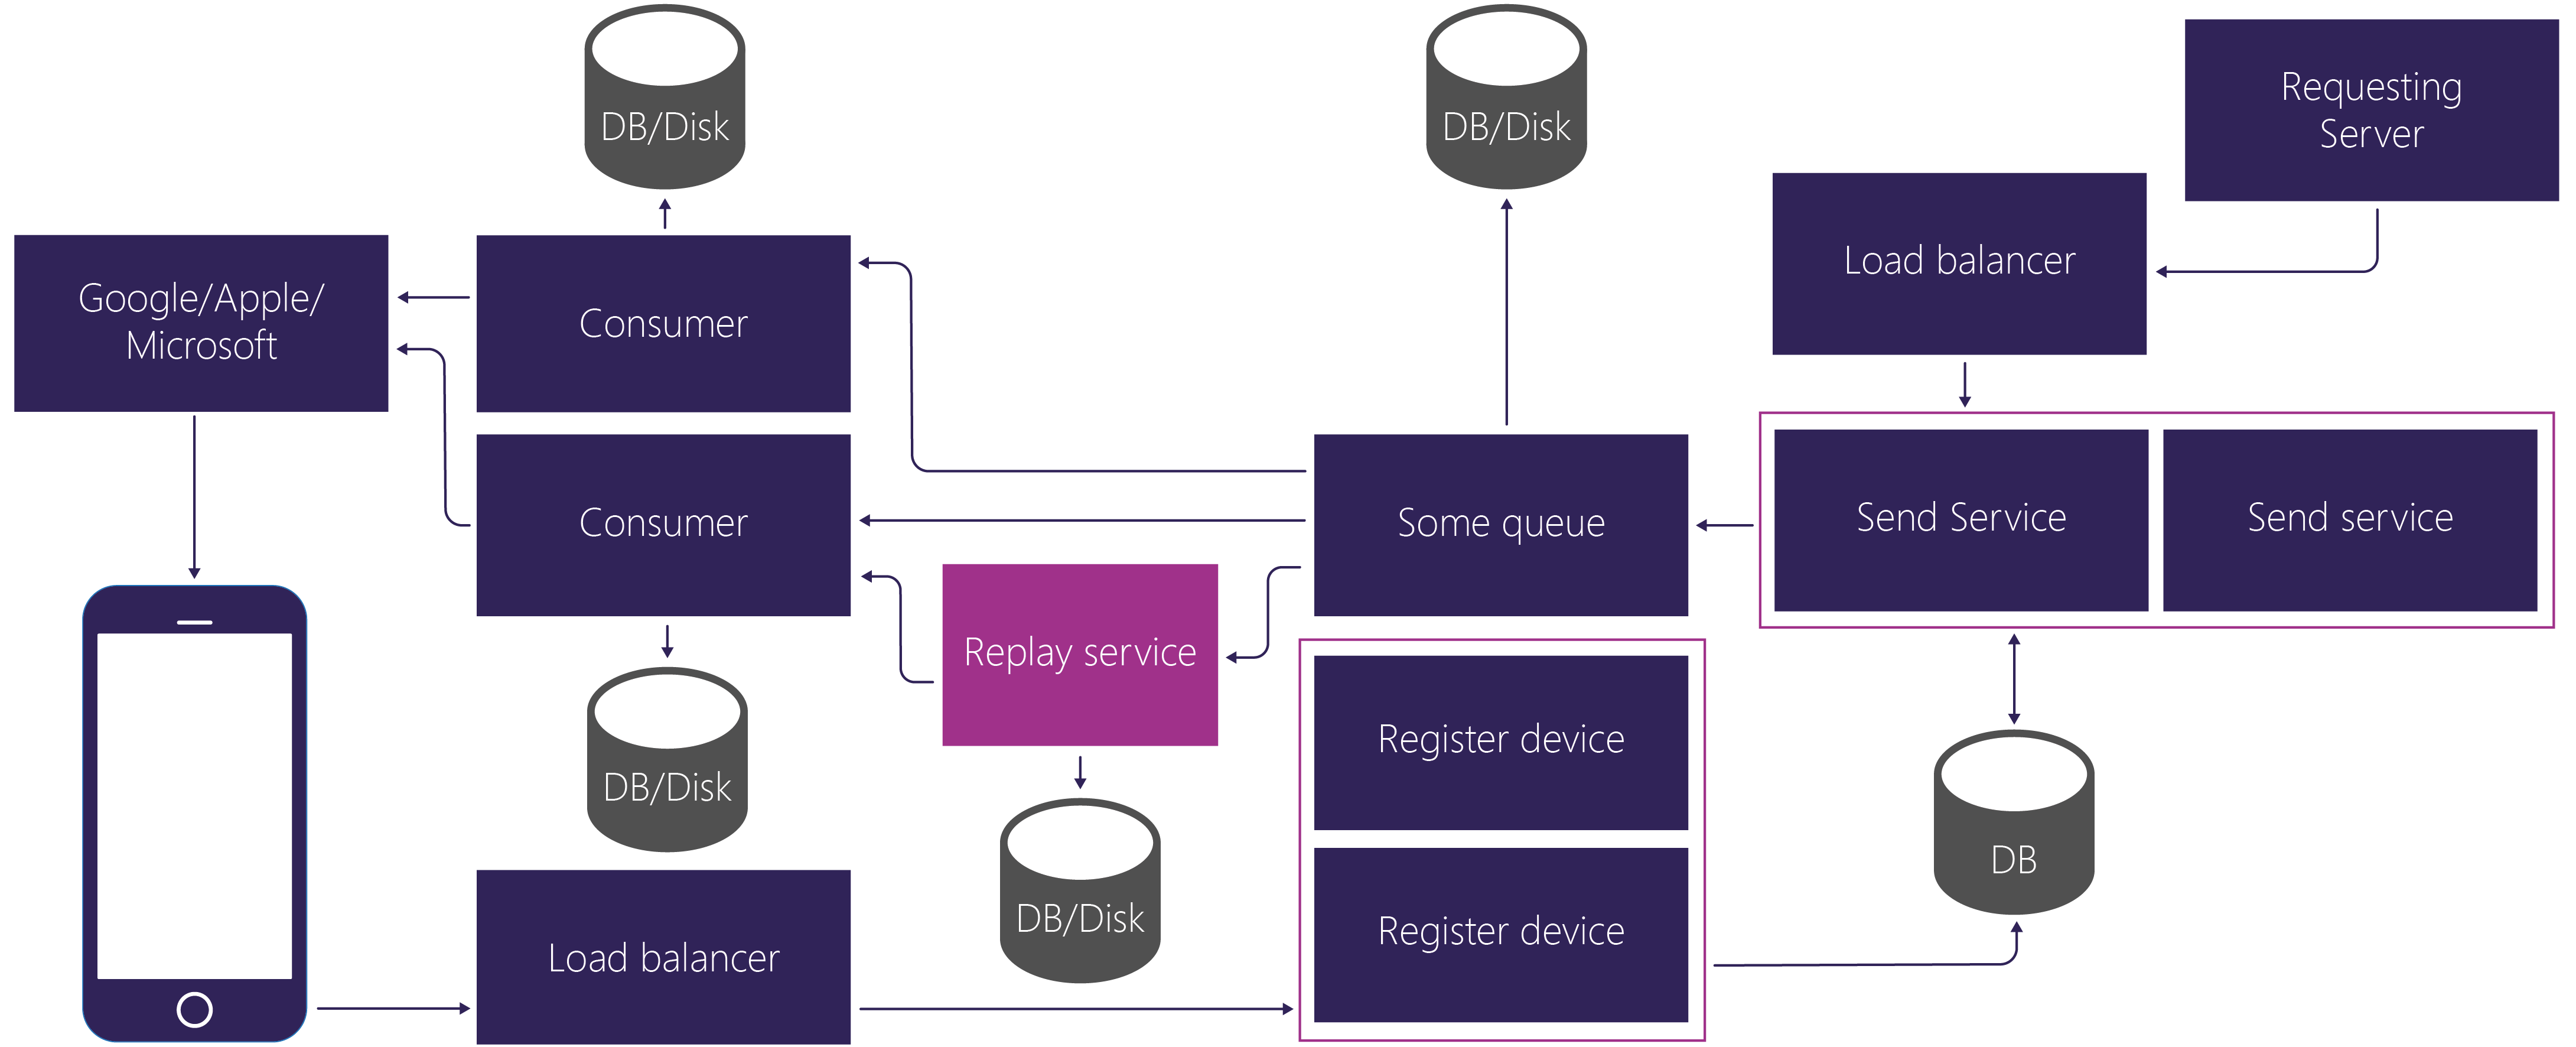 DB/Disk
DB/Disk
Requesting
Server
Load balancer
Google/Apple/
Microsoft
Consumer
Consumer
Some queue
Send Service
Send service
Replay service
Register device
DB/Disk
DB
DB/Disk
Register device
Load balancer